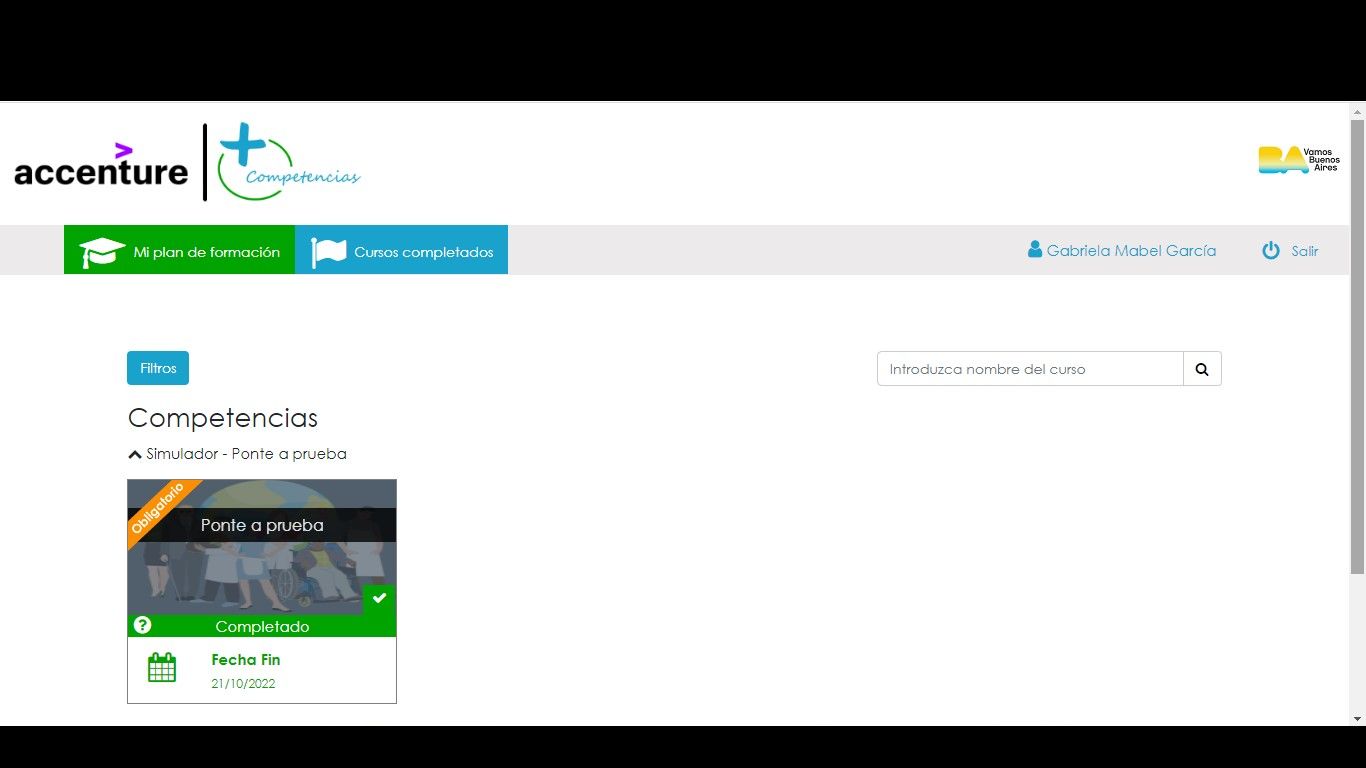 accenture
Competencias
BA Vamos
Buenos
Aires
Mi plan de formación
Cursos completados
Gabriela Mabel García
Salir
Filtros
Introduzca nombre del curso
Competencias
Simulador - Ponte a prueba
Obligatorio
Ponte a prueba
Completado
Fecha Fin
21/10/2022